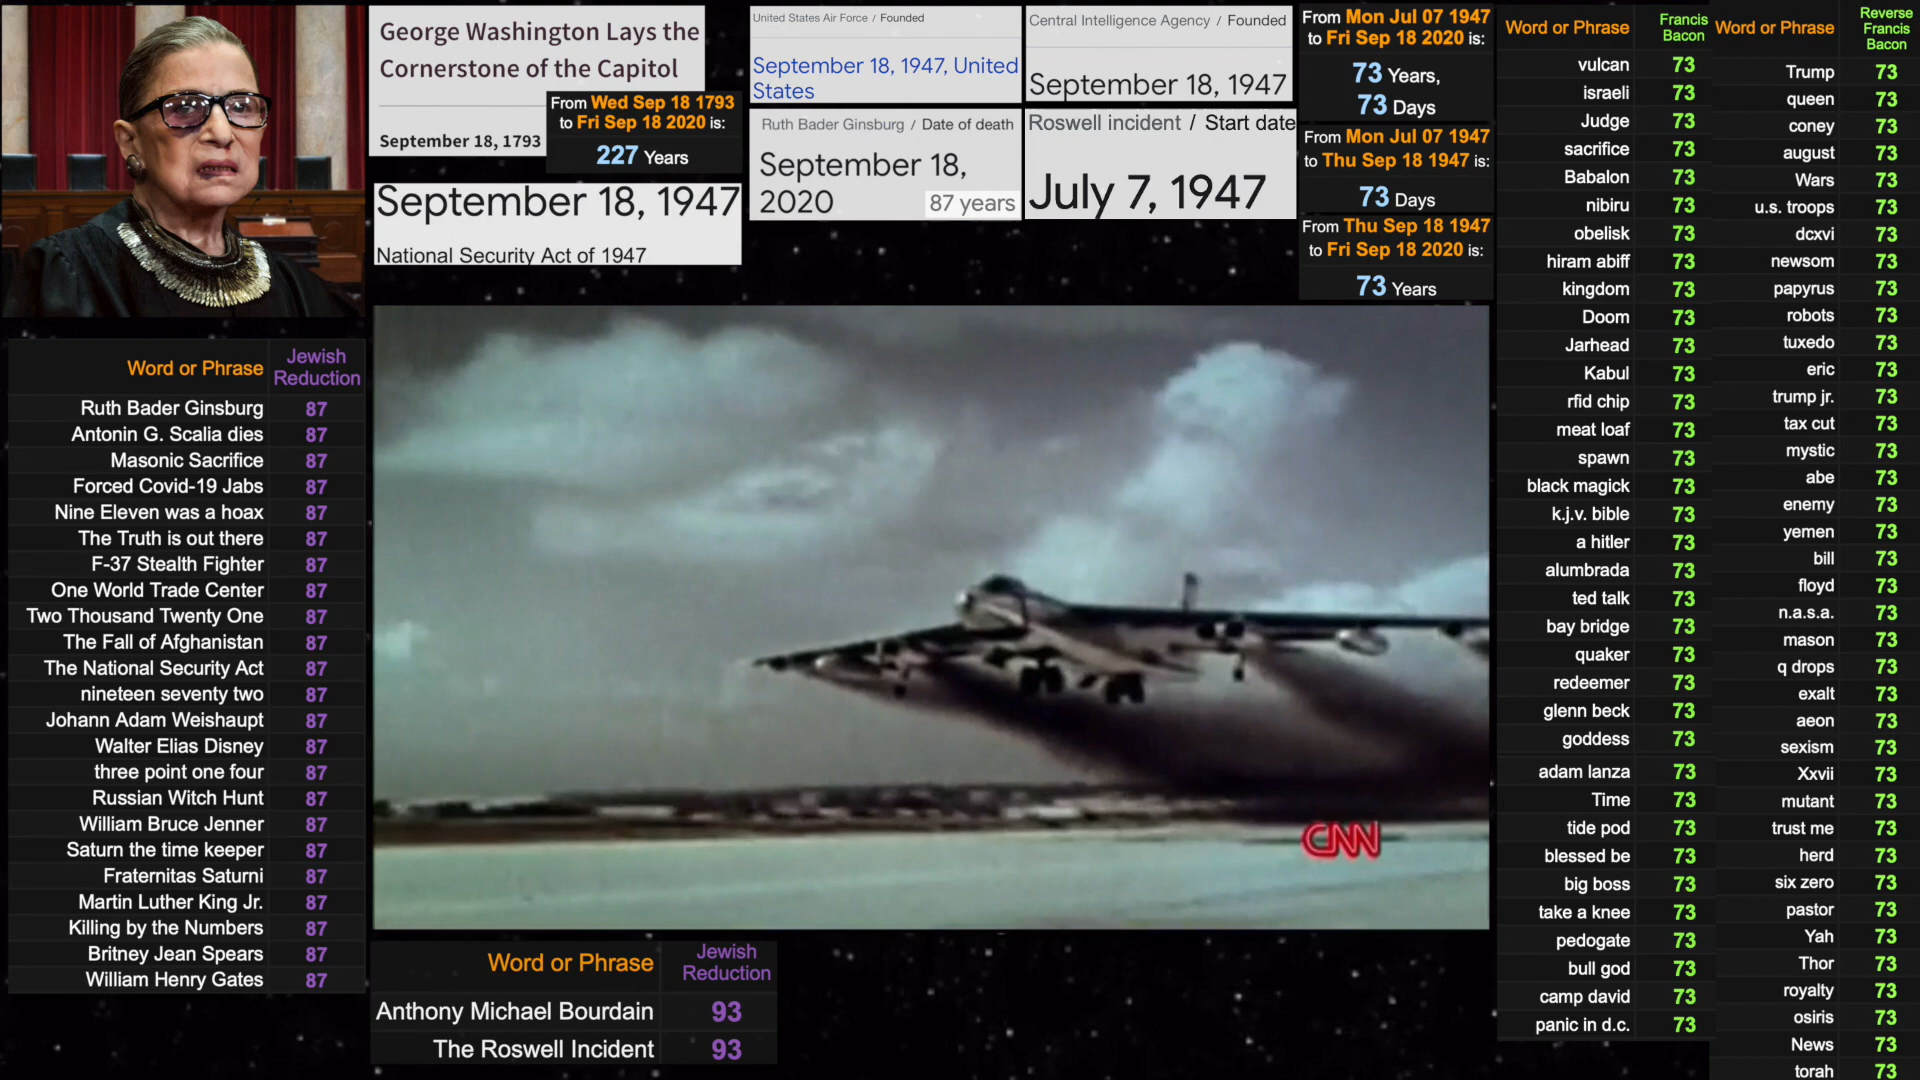 George Washington Lays the
Cornerstone of the Capitol
September 18, 1793
From Wed Sep 18 1793
to Fri Sep 18 2020 is:
227 Years
September 18, 1947
National Security Act of 1947
United States Air Force / Founded
September 18, 1947, United
States
Ruth Bader Ginsburg / Date of death
September 18,
2020
87 years
Central Intelligence Agency / Founded
September 18, 1947
Roswell incident / Start date
July 7, 1947
From Mon Jul 07 1947
to Fri Sep 18 2020 is:
73 Years,
73 Days
From Mon Jul 07 1947
to Thu Sep 18 1947 is:
73 Days
From Thu Sep 18 1947
to Fri Sep 18 2020 is:
73 Years
Word or Phrase Jewish Reduction
Ruth Bader Ginsburg 87
Antonin G. Scalia dies 87
Masonic Sacrifice 87
Forced Covid-19 Jabs 87
Nine Eleven was a hoax 87
The Truth is out there 87
F-37 Stealth Fighter 87
One World Trade Center 87
Two Thousand Twenty One 87
The Fall of Afghanistan 87
The National Security Act 87
nineteen seventy two 87
Johann Adam Weishaupt 87
Walter Elias Disney 87
three point one four 87
Russian Witch Hunt 87
William Bruce Jenner 87
Saturn the time keeper 87
Fraternitas Saturni 87
Martin Luther King Jr. 87
Killing by the Numbers 87
Britney Jean Spears 87
William Henry Gates 87
CNN
Word or Phrase Jewish Reduction
Anthony Michael Bourdain 93
The Roswell Incident 93
Word or Phrase Francis Bacon
vulcan 73
israeli 73
Judge 73
sacrifice 73
Babalon 73
nibiru 73
obelisk 73
hiram abiff 73
kingdom 73
Doom 73
Jarhead 73
Kabul 73
rfid chip 73
meat loaf 73
spawn 73
black magick 73
k.j.v. bible 73
a hitler 73
alumbrada 73
ted talk 73
bay bridge 73
quaker 73
redeemer 73
glenn beck 73
goddess 73
adam lanza 73
Time 73
tide pod 73
blessed be 73
big boss 73
take a knee 73
pedogate 73
bull god 73
camp david 73
panic in d.c. 73
Word or Phrase Reverse Francis Bacon
Trump 73
queen 73
coney 73
august 73
Wars 73
u.s. troops 73
dcxvi 73
newsom 73
papyrus 73
robots 73
tuxedo 73
eric 73
trump jr. 73
tax cut 73
mystic 73
abe 73
enemy 73
yemen 73
bill 73
floyd 73
n.a.s.a. 73
mason 73
q drops 73
exalt 73
aeon 73
sexism 73
Xxvii 73
mutant 73
trust me 73
herd 73
six zero 73
pastor 73
Yah 73
Thor 73
royalty 73
osiris 73
News 73
torah 73